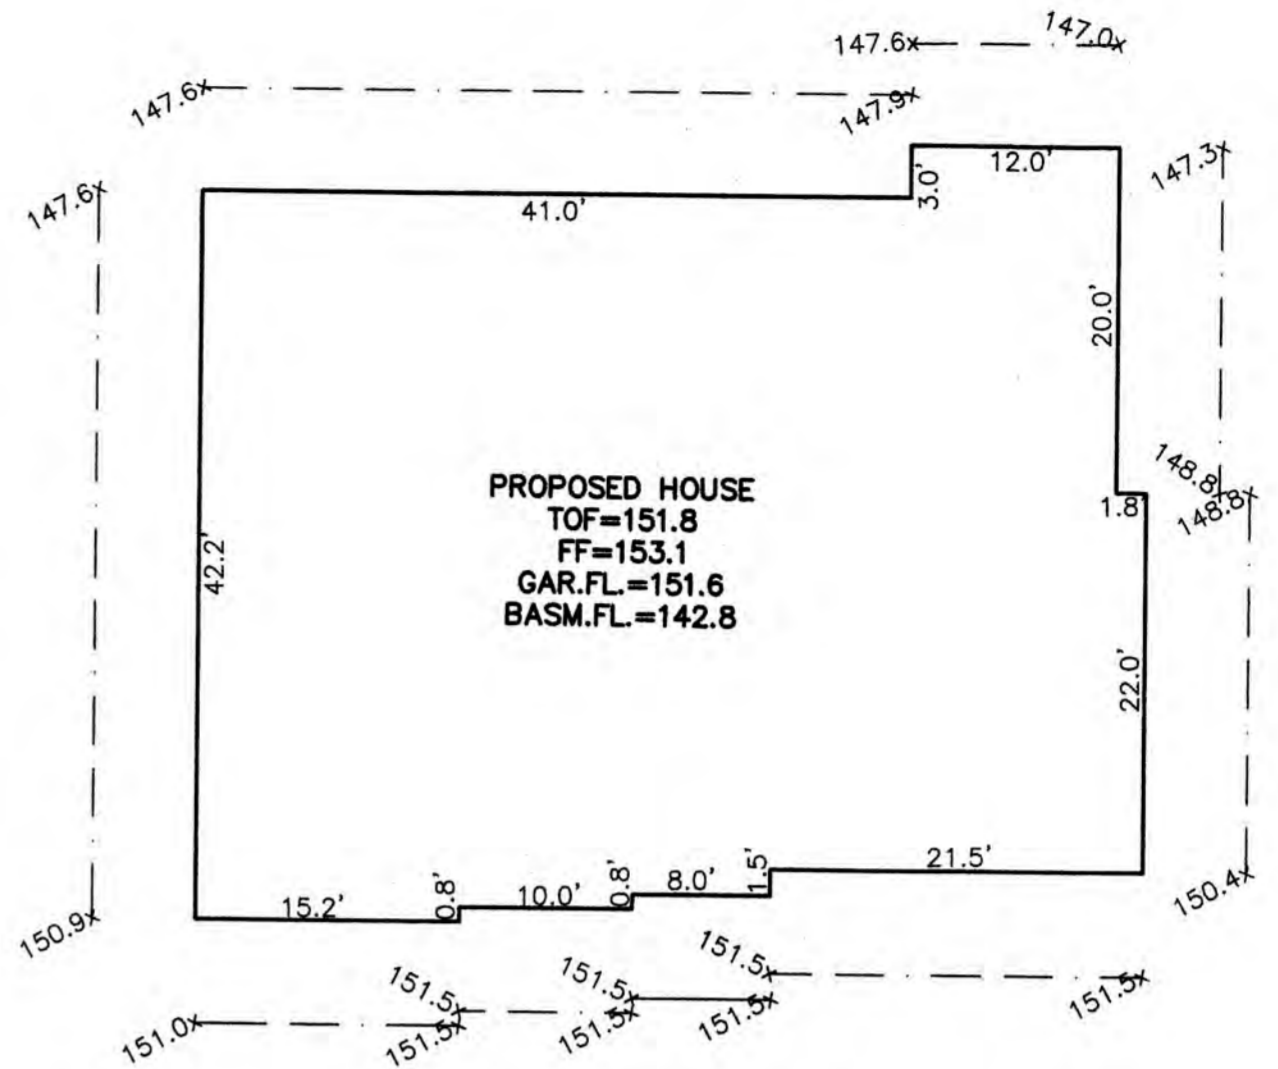 147.6x
147.0x
147.6x
147.9x
12.0'
3.0'
147.3x
147.6x
41.0'
20.0'
148.8x
148.8x
1.8'
PROPOSED HOUSE
TOF=151.8
FF=153.1
GAR.FL.=151.6
BASM.FL.=142.8
42.2'
22.0'
21.5'
1.5'
8.0'
0.8'
10.0'
0.8'
15.2'
150.4x
150.9x
151.5x
151.5x
151.5x
151.5x
151.5x
151.5x
151.5x
151.0x